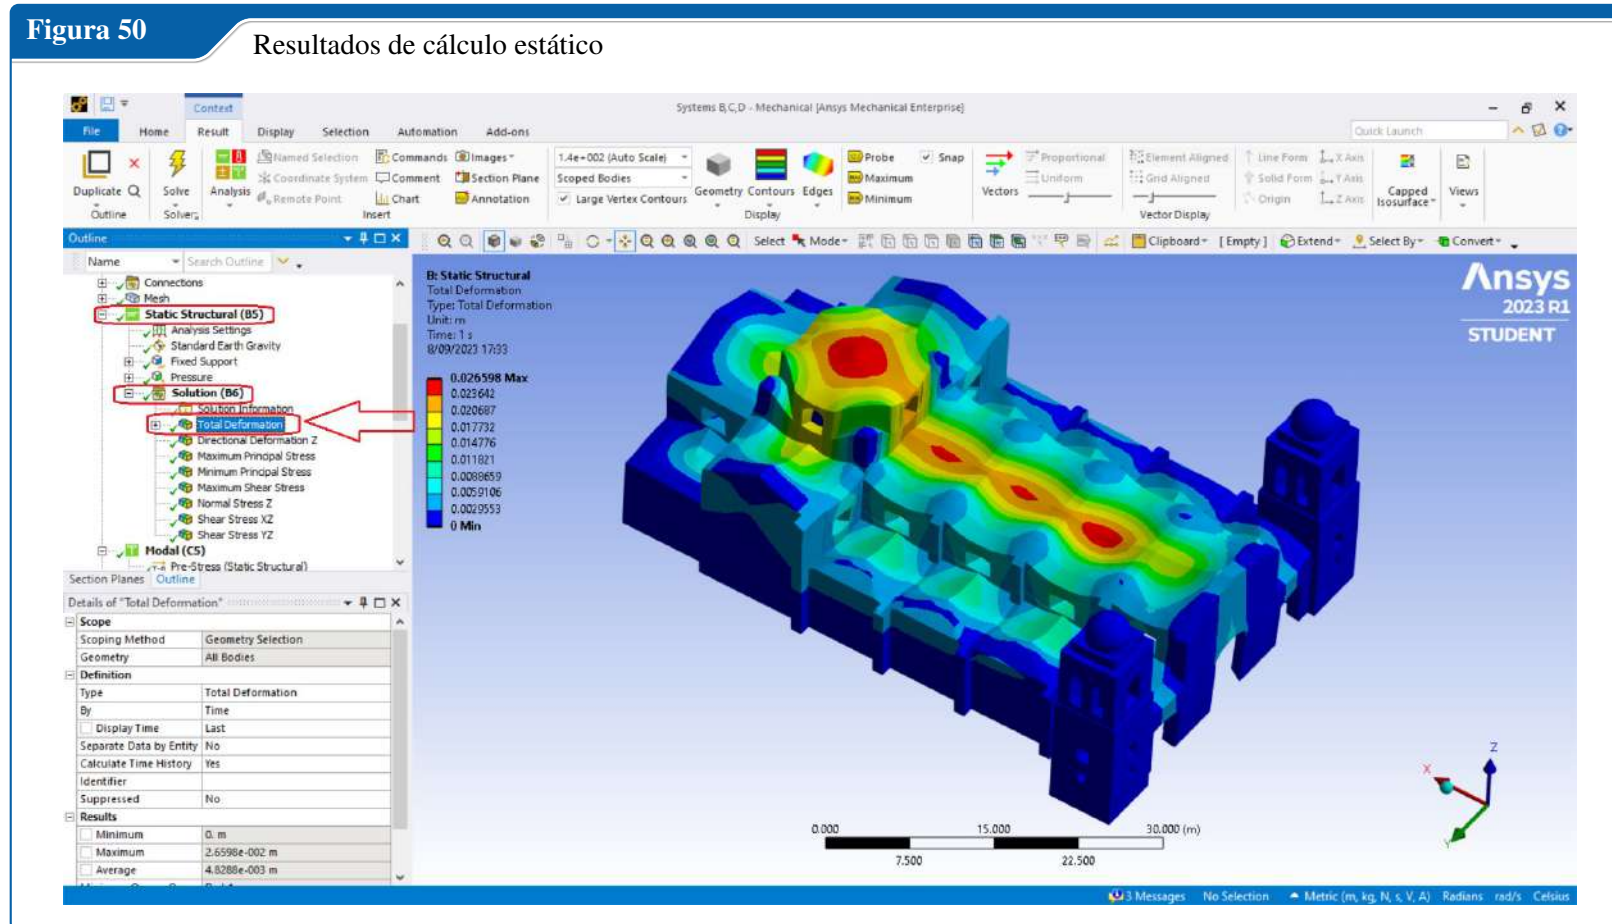 Figura 50
Resultados de cálculo estático
Context
Systems B,C,D - Mechanical [Ansys Mechanical Enterprise]
File Home Result Display Selection Automation Add-ons
Quick Launch
Duplicate Q
Outline
Solve
Solver
Analysis
Named Selection
Coordinate System
Remote Point
Commands
Comment
Chart
Images
Section Plane
Annotation
Insert
1.4e+002 (Auto Scale)
Scoped Bodies
Large Vertex Contours
Geometry Contours Edges
Display
Probe
Maximum
Minimum
Snap
Vectors
Proportional
Uniform
Element Aligned
Grid Aligned
Line Form
Solid Form
Origin
X Axis
Y Axis
Z Axis
Vector Display
Capped Isosurface
Views
Outline
Select Mode Clipboard [Empty] Extend Select By Convert
Name Search Outline
Connections
Mesh
Static Structural (B5)
Analysis Settings
Standard Earth Gravity
Fixed Support
Pressure
Solution (B6)
Solution Information
Total Deformation
Directional Deformation Z
Maximum Principal Stress
Minimum Principal Stress
Maximum Shear Stress
Normal Stress Z
Shear Stress XZ
Shear Stress YZ
Modal (C5)
Pre-Stress (Static Structural)
Section Planes Outline
Details of "Total Deformation"
Scope
Scoping Method Geometry Selection
Geometry All Bodies
Definition
Type Total Deformation
By Time
Display Time Last
Separate Data by Entity No
Calculate Time History Yes
Identifier
Suppressed No
Results
Minimum 0. m
Maximum 2.6598e-002 m
Average 4.8288e-003 m
B: Static Structural
Total Deformation
Type: Total Deformation
Unit: m
Time: 1 s
8/09/2023 17:33
0.026598 Max
0.023642
0.020687
0.017732
0.014776
0.011821
0.0088659
0.0059106
0.0029553
0 Min
Ansys
2023 R1
STUDENT
Z
X
Y
0.000 15.000 30.000 (m)
7.500 22.500
3 Messages No Selection Metric (m, kg, N, s, V, A) Radians rad/s Celsius